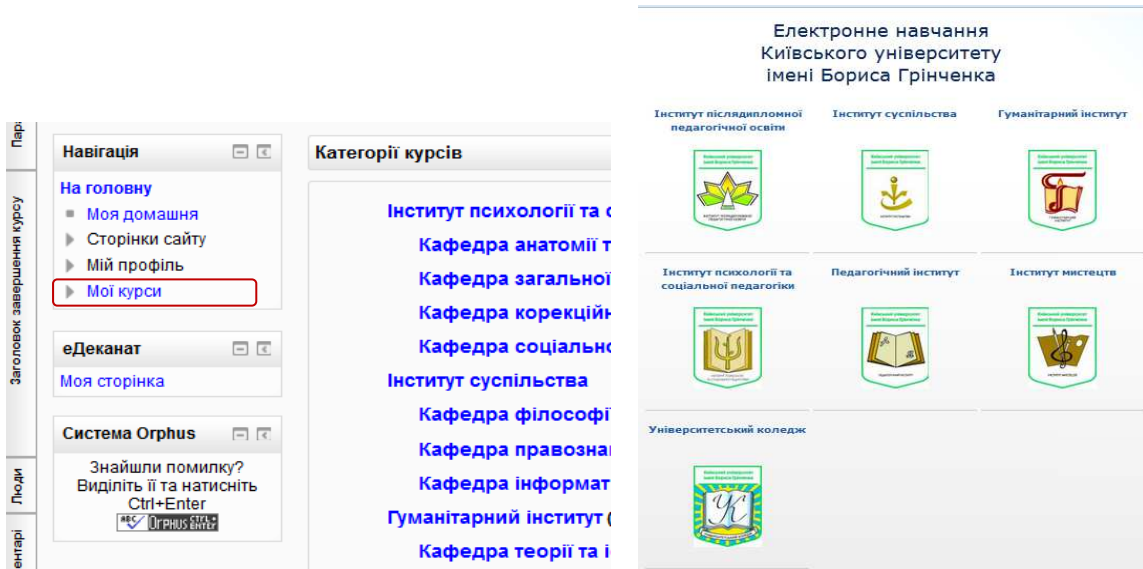 Пара
Заголовок завершення курсу
Люди
ентарі
Навігація
На головну
Моя домашня
Сторінки сайту
Мій профіль
Мої курси
еДеканат
Моя сторінка
Система Orphus
Знайшли помилку?
Виділіть її та натисніть
Ctrl+Enter
ORPHUS CTRL+ENTER
Категорії курсів
Інститут психології та с
Кафедра анатомії т
Кафедра загальної
Кафедра корекційн
Кафедра соціально
Інститут суспільства
Кафедра філософії
Кафедра правозна
Кафедра інформат
Гуманітарний інститут (
Кафедра теорії та і
Електронне навчання
Київського університету
імені Бориса Грінченка
Інститут післядипломної
педагогічної освіти
Інститут суспільства
Гуманітарний інститут
Інститут психології та
соціальної педагогіки
Педагогічний інститут
Інститут мистецтв
Університетський коледж